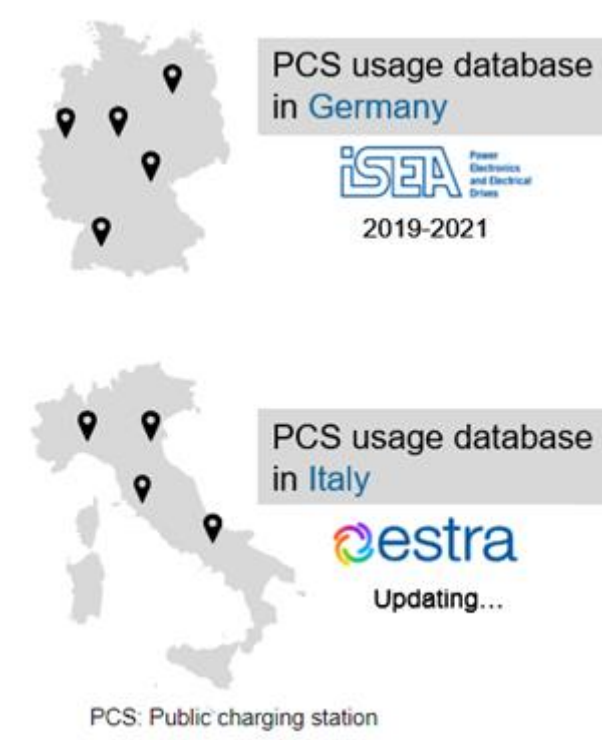 PCS usage database
in Germany
iSEA
Power
Electronics
and Electrical
Drives
2019-2021
PCS usage database
in Italy
estra
Updating...
PCS: Public charging station